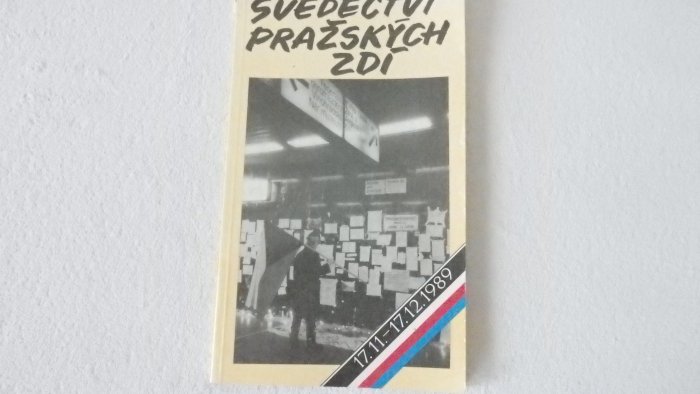 SVĚDECTVÍ
PRAŽSKÝCH
ZDÍ
17.11.-17.12.1989